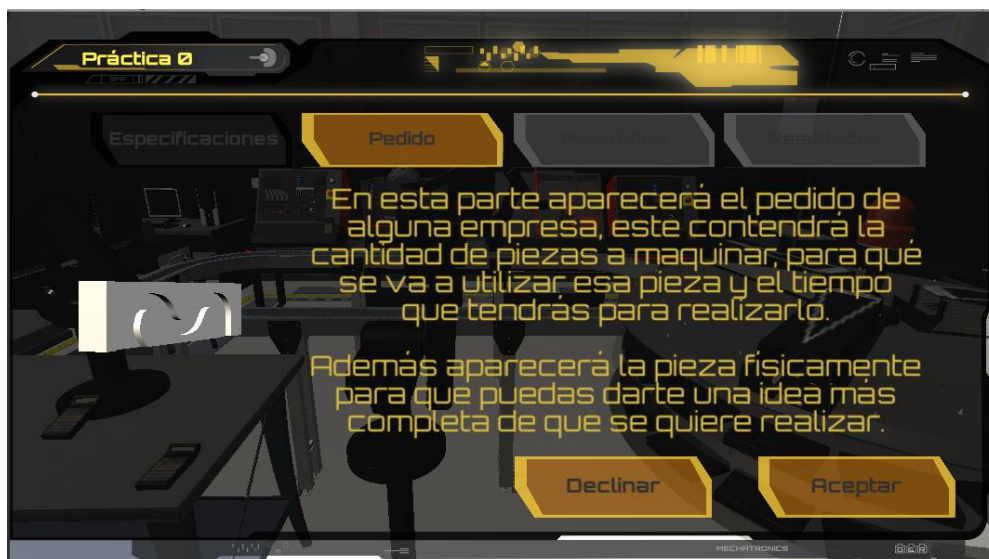 Práctica 0
Especificaciones
Pedido
Materiales
Resultados
En esta parte aparecerá el pedido de
alguna empresa, este contendrá la
cantidad de piezas a maquinar, para qué
se va a utilizar esa pieza y el tiempo
que tendrás para realizarlo.
Además aparecerá la pieza físicamente
para que puedas darte una idea más
completa de que se quiere realizar.
Declinar
Aceptar
MECHATRONICS